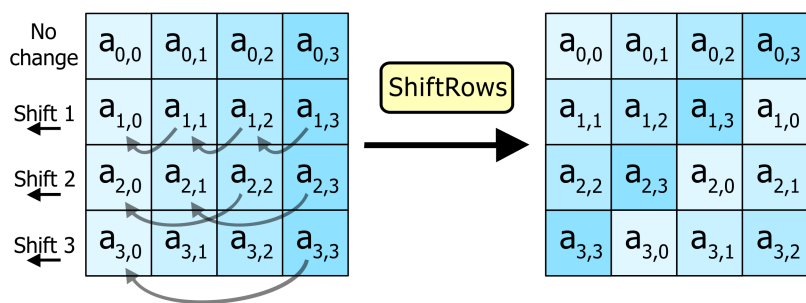 No
change
a0,0 a0,1 a0,2 a0,3
Shift 1
a1,0 a1,1 a1,2 a1,3
Shift 2
a2,0 a2,1 a2,2 a2,3
Shift 3
a3,0 a3,1 a3,2 a3,3
ShiftRows
a0,0 a0,1 a0,2 a0,3
a1,1 a1,2 a1,3 a1,0
a2,2 a2,3 a2,0 a2,1
a3,3 a3,0 a3,1 a3,2